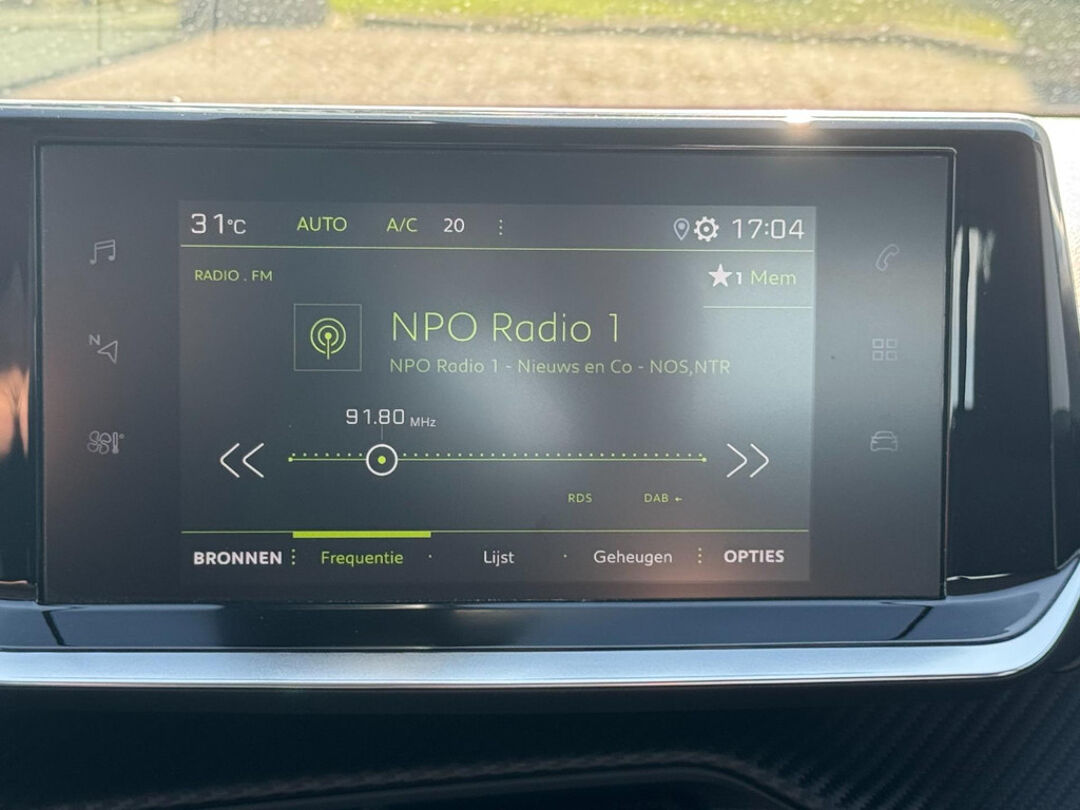 31°C AUTO A/C 20 17:04
RADIO . FM
1 Mem
NPO Radio 1
NPO Radio 1 - Nieuws en Co - NOS,NTR
N
91.80 MHz
RDS DAB
BRONNEN Frequentie Lijst Geheugen OPTIES